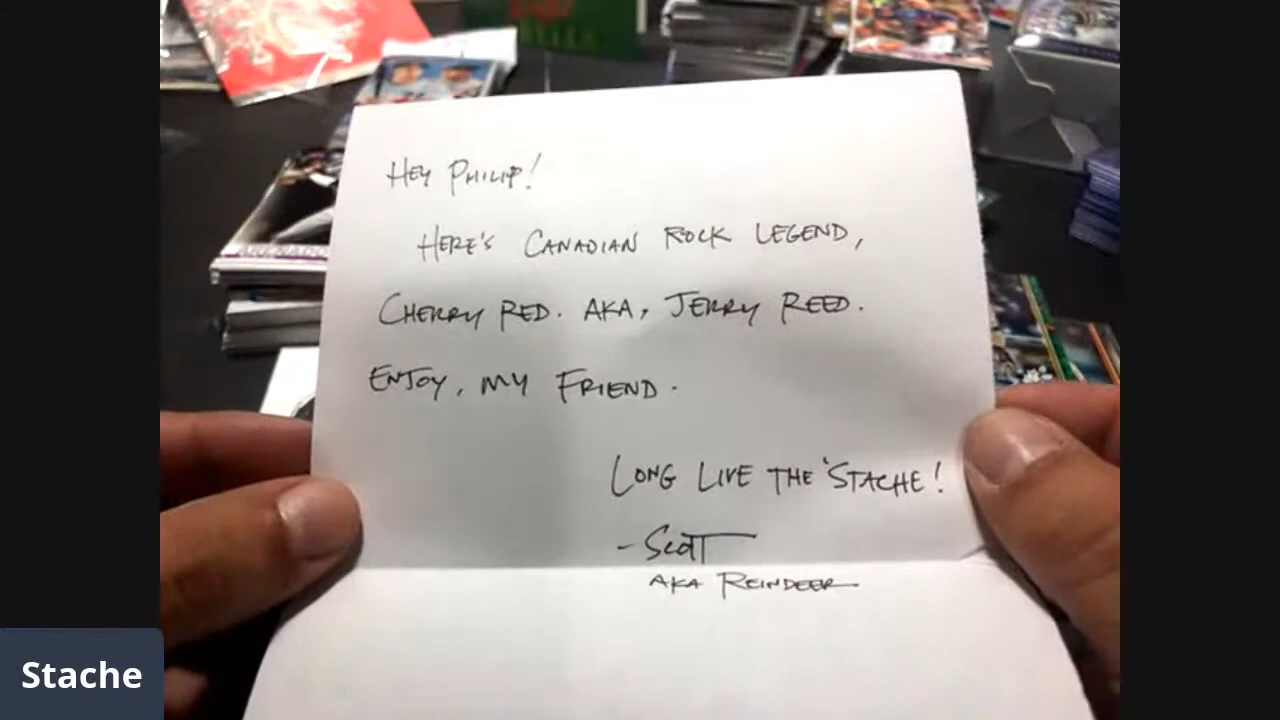 HEY PHILIP!
HERE'S CANADIAN ROCK LEGEND,
CHERRY RED. AKA, JERRY REED.
ENJOY, MY FRIEND.
LONG LIVE THE 'STACHE!
-SCOTT
AKA REINDEER
Stache